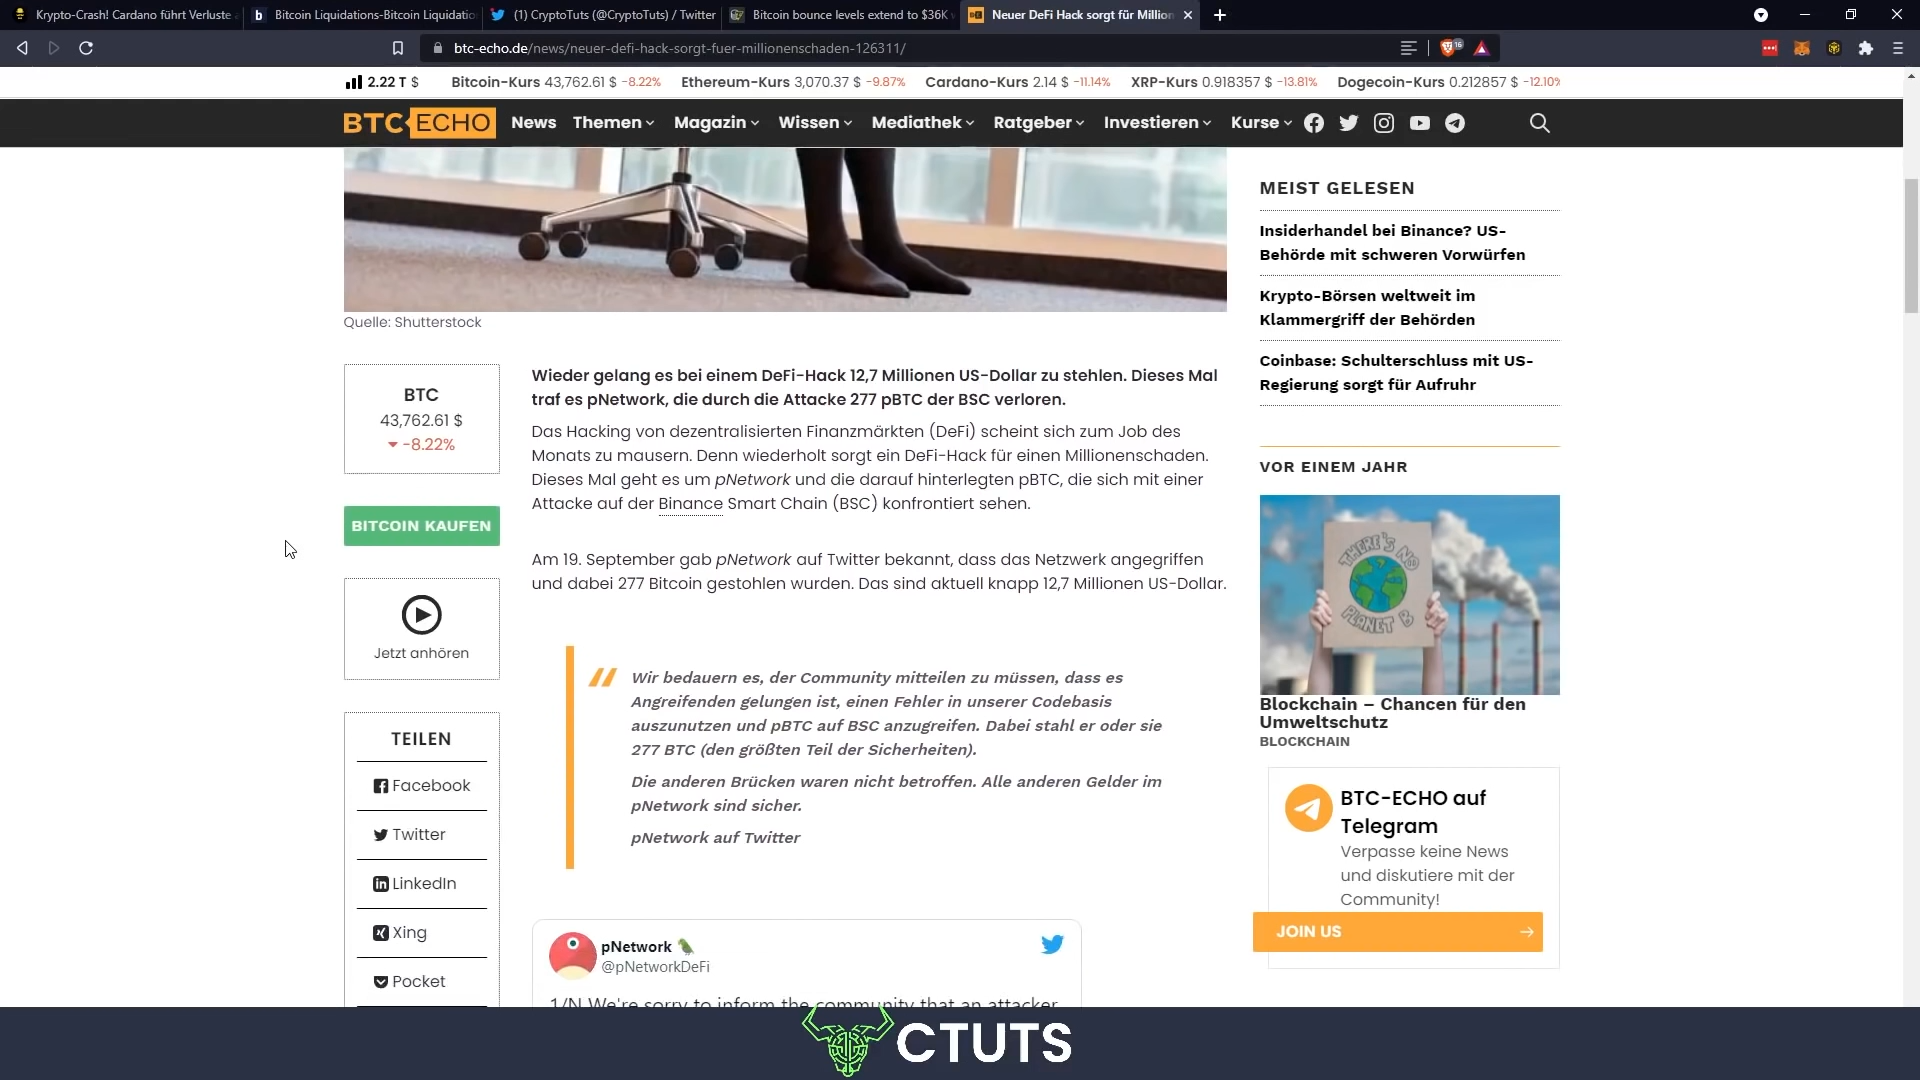 Krypto-Crash! Cardano führt Verluste
b Bitcoin Liquidations-Bitcoin Liquidatio
(1) CryptoTuts (@CryptoTuts) / Twitter
Bitcoin bounce levels extend to $36K
Neuer DeFi Hack sorgt für Million
btc-echo.de/news/neuer-defi-hack-sorgt-fuer-millionenschaden-126311/
16
2.22 T $
Bitcoin-Kurs 43,762.61 $ -8.22%
Ethereum-Kurs 3,070.37 $ -9.87%
Cardano-Kurs 2.14 $ -11.14%
XRP-Kurs 0.918357 $ -13.81%
Dogecoin-Kurs 0.212857 $ -12.10%
BTC ECHO
News
Themen
Magazin
Wissen
Mediathek
Ratgeber
Investieren
Kurse
Quelle: Shutterstock
BTC
43,762.61 $
-8.22%
BITCOIN KAUFEN
Jetzt anhören
TEILEN
Facebook
Twitter
LinkedIn
Xing
Pocket
Wieder gelang es bei einem DeFi-Hack 12,7 Millionen US-Dollar zu stehlen. Dieses Mal
traf es pNetwork, die durch die Attacke 277 pBTC der BSC verloren.
Das Hacking von dezentralisierten Finanzmärkten (DeFi) scheint sich zum Job des
Monats zu mausern. Denn wiederholt sorgt ein DeFi-Hack für einen Millionenschaden.
Dieses Mal geht es um pNetwork und die darauf hinterlegten pBTC, die sich mit einer
Attacke auf der Binance Smart Chain (BSC) konfrontiert sehen.
Am 19. September gab pNetwork auf Twitter bekannt, dass das Netzwerk angegriffen
und dabei 277 Bitcoin gestohlen wurden. Das sind aktuell knapp 12,7 Millionen US-Dollar.
Wir bedauern es, der Community mitteilen zu müssen, dass es
Angreifenden gelungen ist, einen Fehler in unserer Codebasis
auszunutzen und pBTC auf BSC anzugreifen. Dabei stahl er oder sie
277 BTC (den größten Teil der Sicherheiten).
Die anderen Brücken waren nicht betroffen. Alle anderen Gelder im
pNetwork sind sicher.
pNetwork auf Twitter
pNetwork
@pNetworkDeFi
1/N We're sorry to inform the community that an attacker
MEIST GELESEN
Insiderhandel bei Binance? US-
Behörde mit schweren Vorwürfen
Krypto-Börsen weltweit im
Klammergriff der Behörden
Coinbase: Schulterschluss mit US-
Regierung sorgt für Aufruhr
VOR EINEM JAHR
THERE'S NO
PLANET B
Blockchain – Chancen für den
Umweltschutz
BLOCKCHAIN
BTC-ECHO auf
Telegram
Verpasse keine News
und diskutiere mit der
Community!
JOIN US
CTUTS